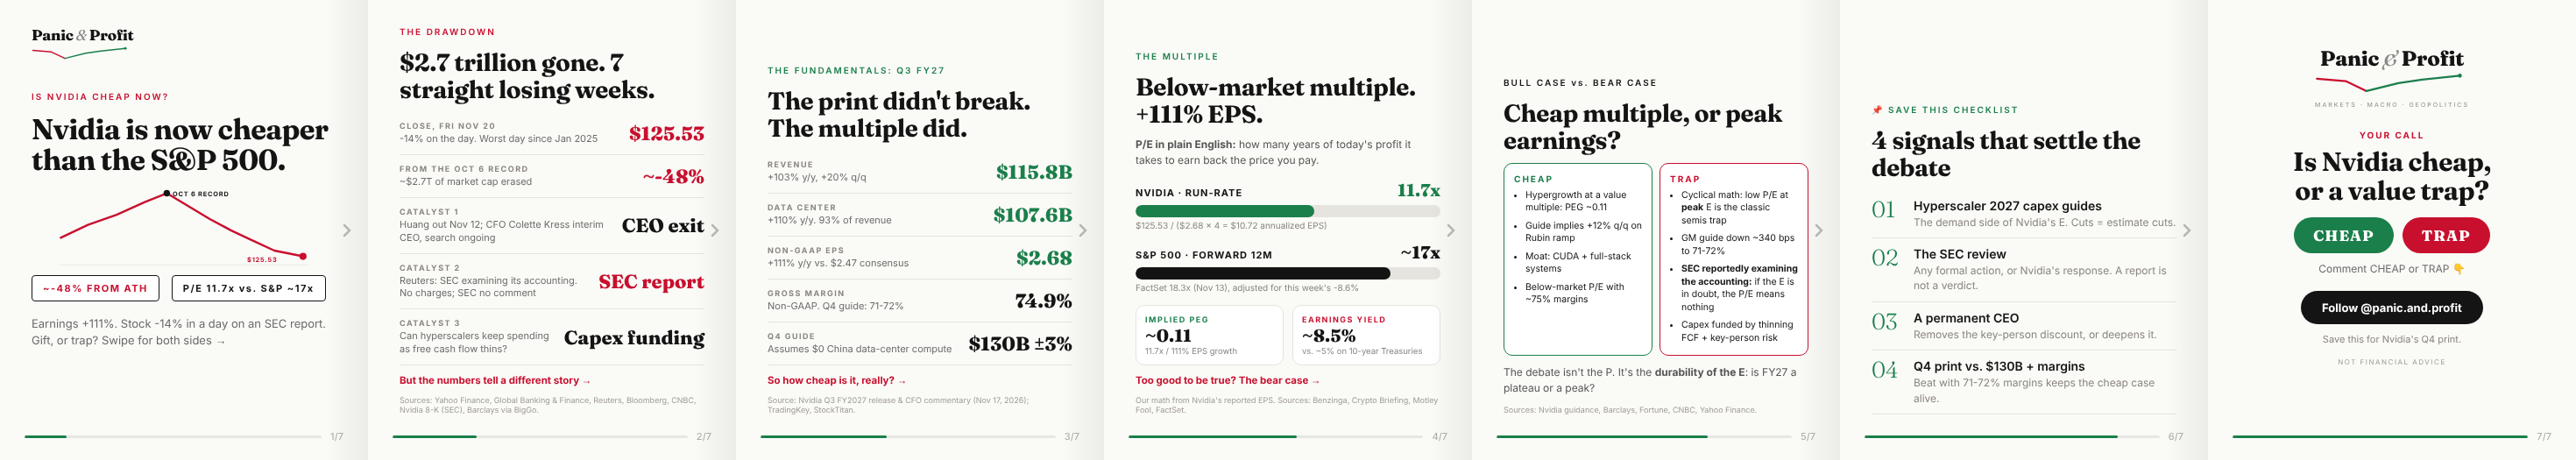 Panic & Profit
IS NVIDIA CHEAP NOW?
Nvidia is now cheaper
than the S&P 500.
OCT 6 RECORD
$125.53
~-48% FROM ATH
P/E 11.7x vs. S&P ~17x
Earnings +111%. Stock -14% in a day on an SEC report.
Gift, or trap? Swipe for both sides →
1/7
THE DRAWDOWN
$2.7 trillion gone. 7
straight losing weeks.
CLOSE, FRI NOV 20
-14% on the day. Worst day since Jan 2025
$125.53
FROM THE OCT 6 RECORD
~$2.7T of market cap erased
~-48%
CATALYST 1
Huang out Nov 12; CFO Colette Kress interim
CEO, search ongoing
CEO exit
CATALYST 2
Reuters: SEC examining its accounting.
No charges; SEC no comment
SEC report
CATALYST 3
Can hyperscalers keep spending
as free cash flow thins?
Capex funding
But the numbers tell a different story →
Sources: Yahoo Finance, Global Banking & Finance, Reuters, Bloomberg, CNBC,
Nvidia 8-K (SEC), Barclays via BigGo.
2/7
THE FUNDAMENTALS: Q3 FY27
The print didn't break.
The multiple did.
REVENUE
+103% y/y, +20% q/q
$115.8B
DATA CENTER
+110% y/y. 93% of revenue
$107.6B
NON-GAAP EPS
+111% y/y vs. $2.47 consensus
$2.68
GROSS MARGIN
Non-GAAP. Q4 guide: 71-72%
74.9%
Q4 GUIDE
Assumes $0 China data-center compute
$130B ±3%
So how cheap is it, really? →
Source: Nvidia Q3 FY2027 release & CFO commentary (Nov 17, 2026);
TradingKey, StockTitan.
3/7
THE MULTIPLE
Below-market multiple.
+111% EPS.
P/E in plain English: how many years of today's profit it
takes to earn back the price you pay.
NVIDIA · RUN-RATE
11.7x
$125.53 / ($2.68 × 4 = $10.72 annualized EPS)
S&P 500 · FORWARD 12M
~17x
FactSet 18.3x (Nov 13), adjusted for this week's -8.6%
IMPLIED PEG
~0.11
11.7x / 111% EPS growth
EARNINGS YIELD
~8.5%
vs. ~5% on 10-year Treasuries
Too good to be true? The bear case →
Our math from Nvidia's reported EPS. Sources: Benzinga, Crypto Briefing, Motley
Fool, FactSet.
4/7
BULL CASE vs. BEAR CASE
Cheap multiple, or peak
earnings?
CHEAP
• Hypergrowth at a value
multiple: PEG ~0.11
• Guide implies +12% q/q on
Rubin ramp
• Moat: CUDA + full-stack
systems
• Below-market P/E with
~75% margins
TRAP
• Cyclical math: low P/E at
peak E is the classic
semis trap
• GM guide down ~340 bps
to 71-72%
• SEC reportedly examining
the accounting: if the E is
in doubt, the P/E means
nothing
• Capex funded by thinning
FCF + key-person risk
The debate isn't the P. It's the durability of the E: is FY27 a
plateau or a peak?
Sources: Nvidia guidance, Barclays, Fortune, CNBC, Yahoo Finance.
5/7
📌 SAVE THIS CHECKLIST
4 signals that settle the
debate
01
Hyperscaler 2027 capex guides
The demand side of Nvidia's E. Cuts = estimate cuts.
02
The SEC review
Any formal action, or Nvidia's response. A report is
not a verdict.
03
A permanent CEO
Removes the key-person discount, or deepens it.
04
Q4 print vs. $130B + margins
Beat with 71-72% margins keeps the cheap case
alive.
6/7
Panic & Profit
MARKETS · MACRO · GEOPOLITICS
YOUR CALL
Is Nvidia cheap,
or a value trap?
CHEAP
TRAP
Comment CHEAP or TRAP 👇
Follow @panic.and.profit
Save this for Nvidia's Q4 print.
NOT FINANCIAL ADVICE
7/7